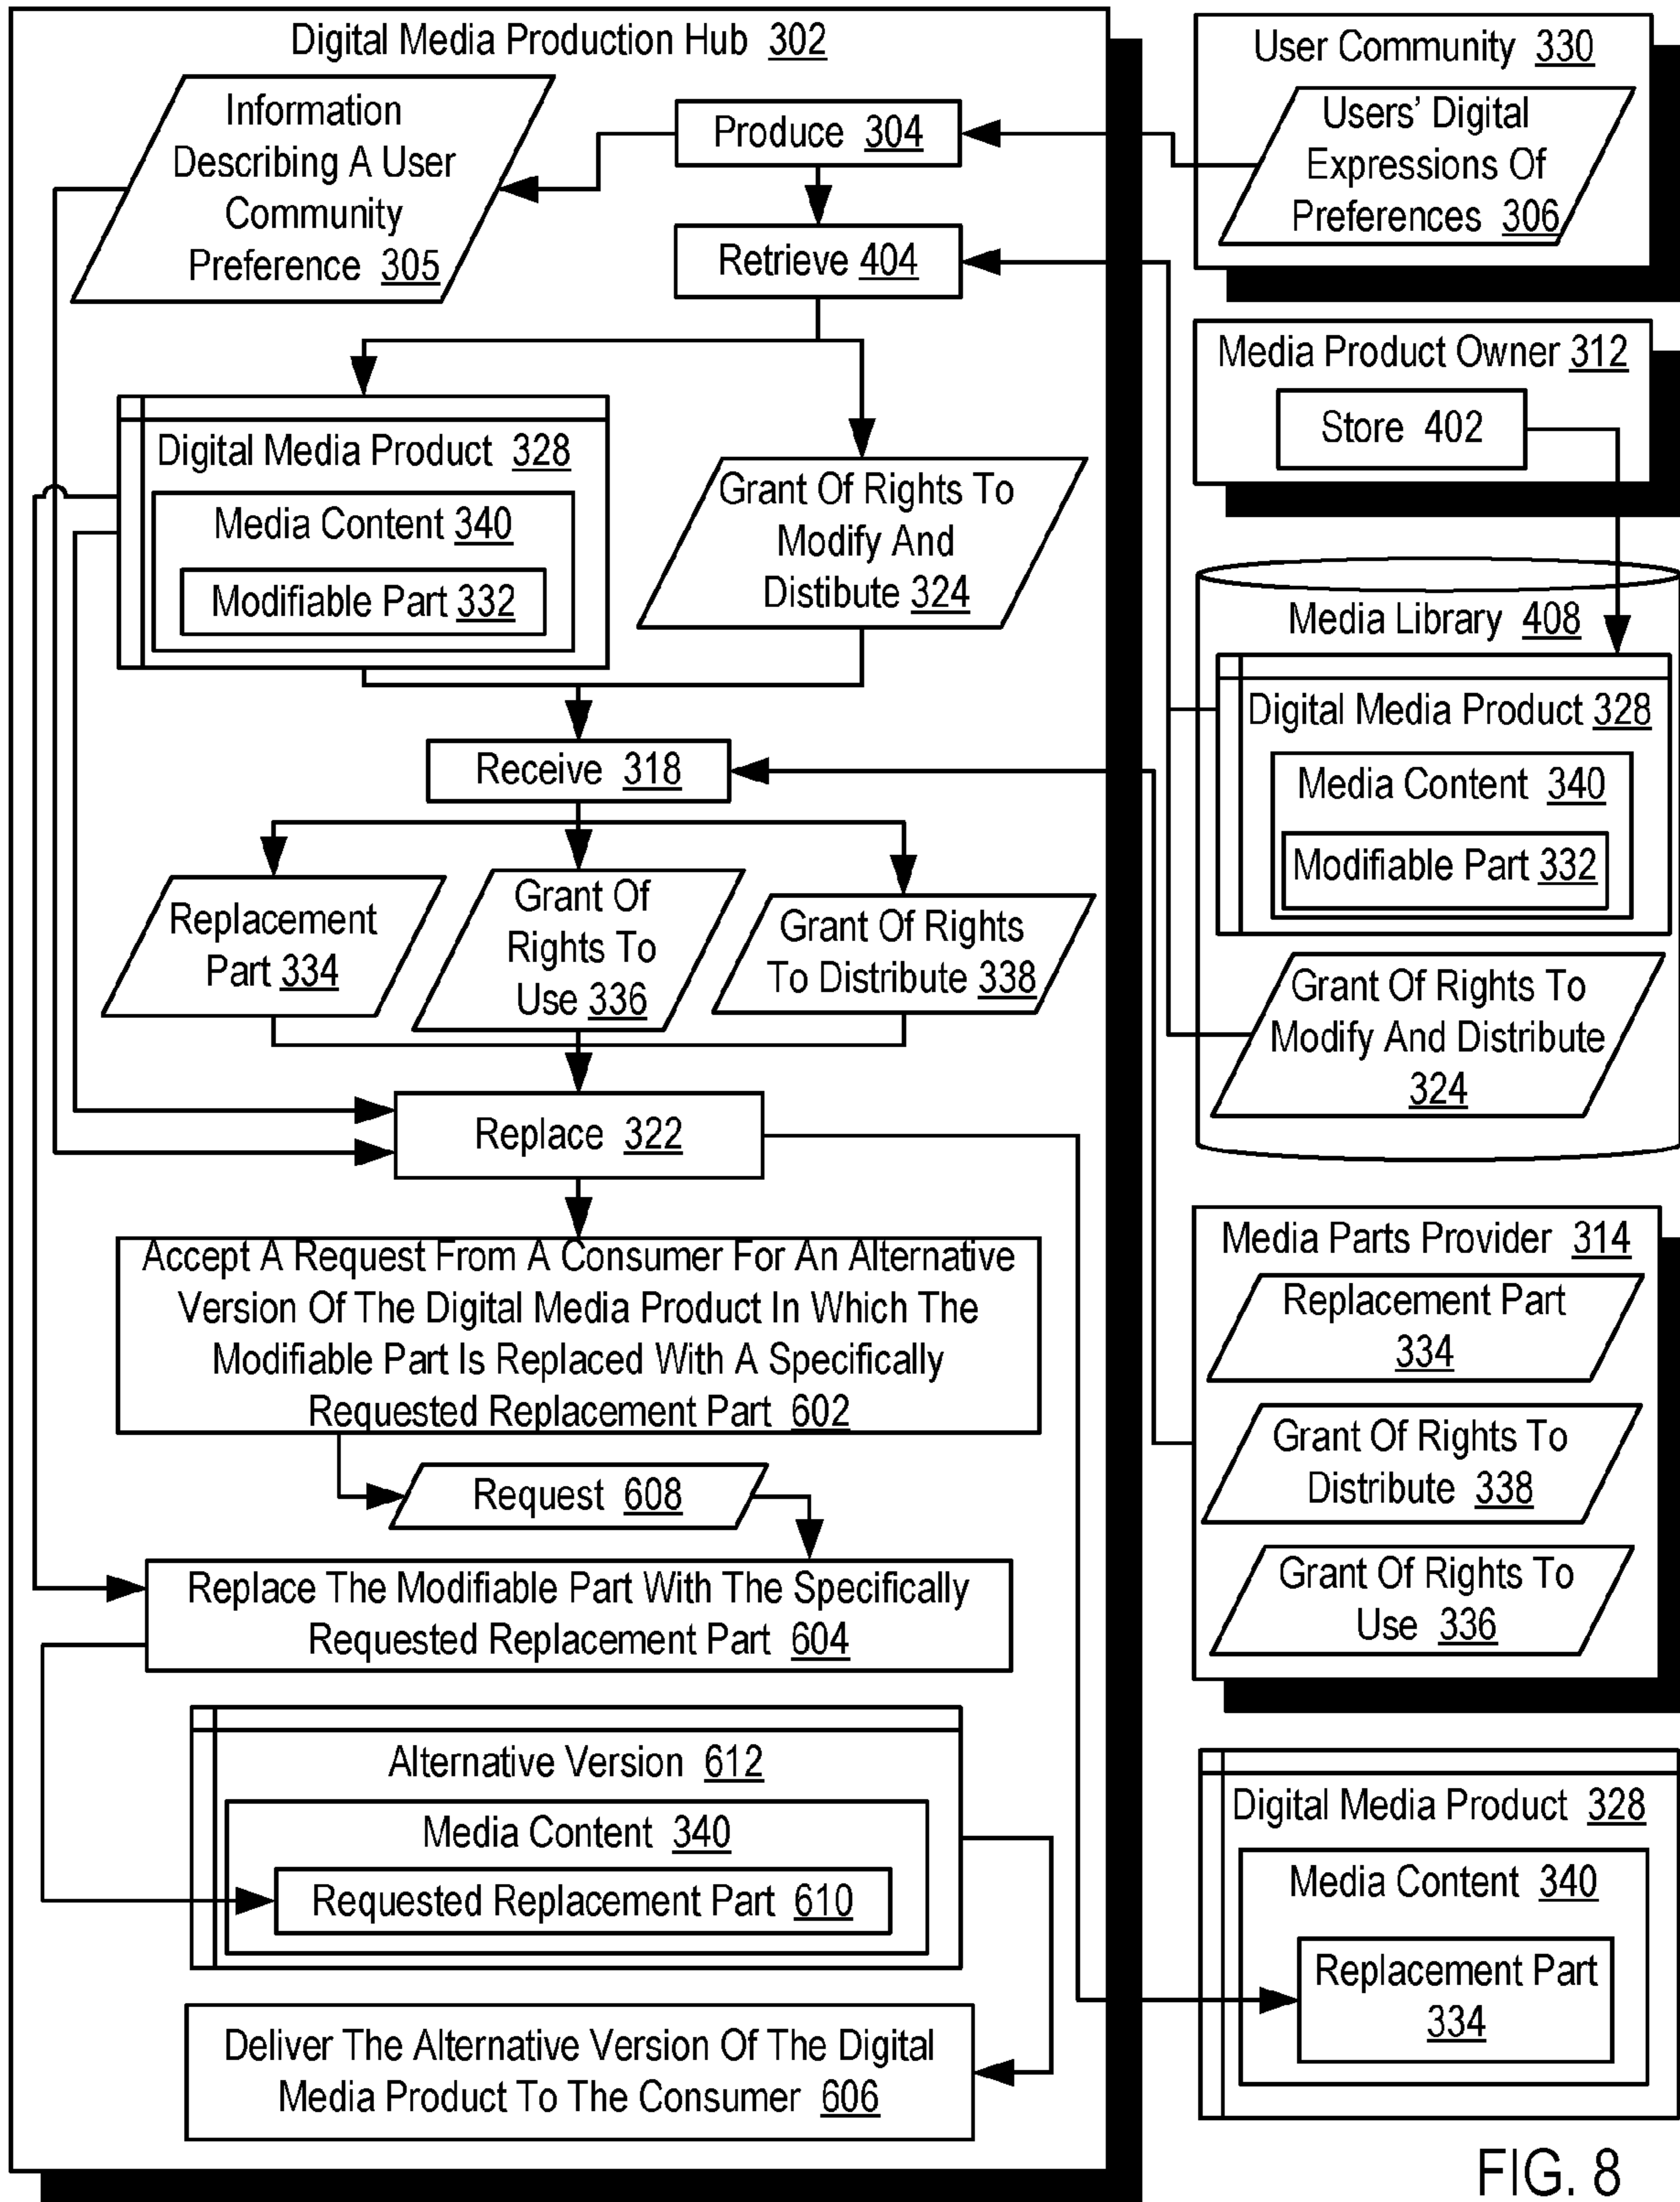 Digital Media Production Hub 302
Information
Describing A User
Community
Preference 305
Produce 304
Retrieve 404
Digital Media Product 328
Media Content 340
Modifiable Part 332
Grant Of Rights To
Modify And
Distibute 324
Receive 318
Replacement
Part 334
Grant Of
Rights To
Use 336
Grant Of Rights
To Distribute 338
Replace 322
Accept A Request From A Consumer For An Alternative
Version Of The Digital Media Product In Which The
Modifiable Part Is Replaced With A Specifically
Requested Replacement Part 602
Request 608
Replace The Modifiable Part With The Specifically
Requested Replacement Part 604
Alternative Version 612
Media Content 340
Requested Replacement Part 610
Deliver The Alternative Version Of The Digital
Media Product To The Consumer 606
User Community 330
Users' Digital
Expressions Of
Preferences 306
Media Product Owner 312
Store 402
Media Library 408
Digital Media Product 328
Media Content 340
Modifiable Part 332
Grant Of Rights To
Modify And Distribute
324
Media Parts Provider 314
Replacement Part
334
Grant Of Rights To
Distribute 338
Grant Of Rights To
Use 336
Digital Media Product 328
Media Content 340
Replacement Part
334
FIG. 8